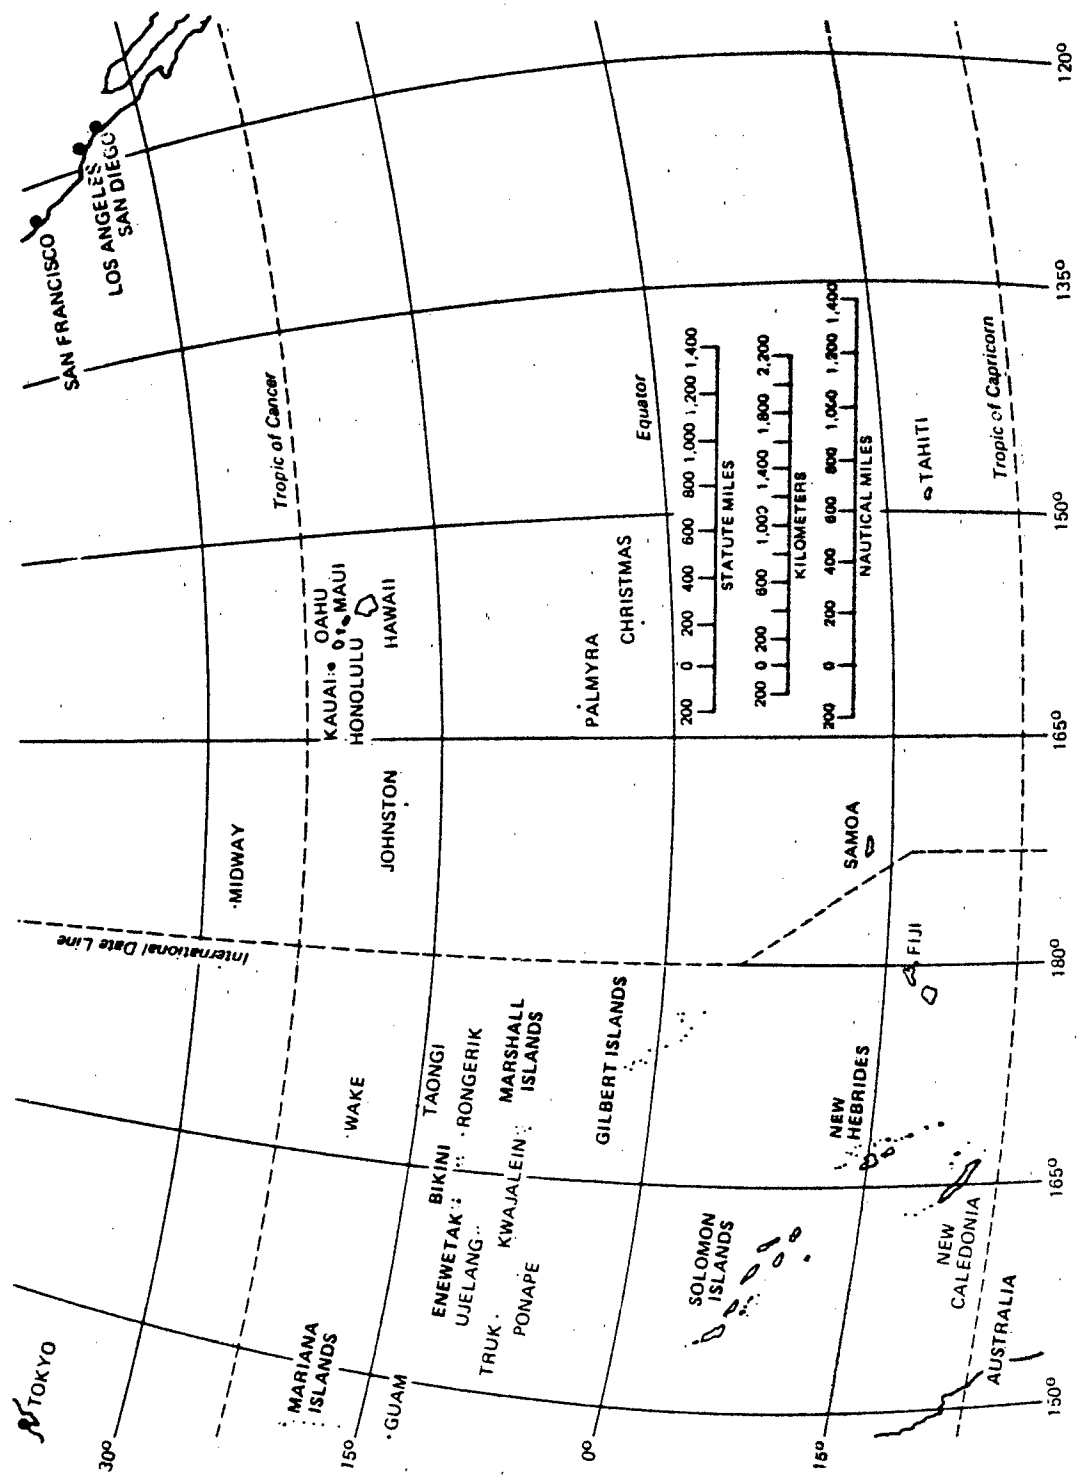 TOKYO
SAN FRANCISCO
LOS ANGELES
SAN DIEGO
30°
International Date Line
MIDWAY
Tropic of Cancer
MARIANA
ISLANDS
WAKE
KAUAI
OAHU
HONOLULU
MAUI
HAWAII
JOHNSTON
15°
GUAM
TAONGI
ENEWETAK
BIKINI
RONGERIK
UJELANG
TRUK
KWAJALEIN
MARSHALL
ISLANDS
PONAPE
PALMYRA
CHRISTMAS
Equator
0°
GILBERT ISLANDS
200 0 200 400 600 800 1,000 1,200 1,400
STATUTE MILES
200 0 200 600 1,000 1,400 1,800 2,200
KILOMETERS
200 0 200 400 600 800 1,000 1,200 1,400
NAUTICAL MILES
SOLOMON
ISLANDS
15°
NEW
HEBRIDES
SAMOA
FIJI
TAHITI
NEW
CALEDONIA
Tropic of Capricorn
AUSTRALIA
150°
165°
180°
165°
150°
135°
120°